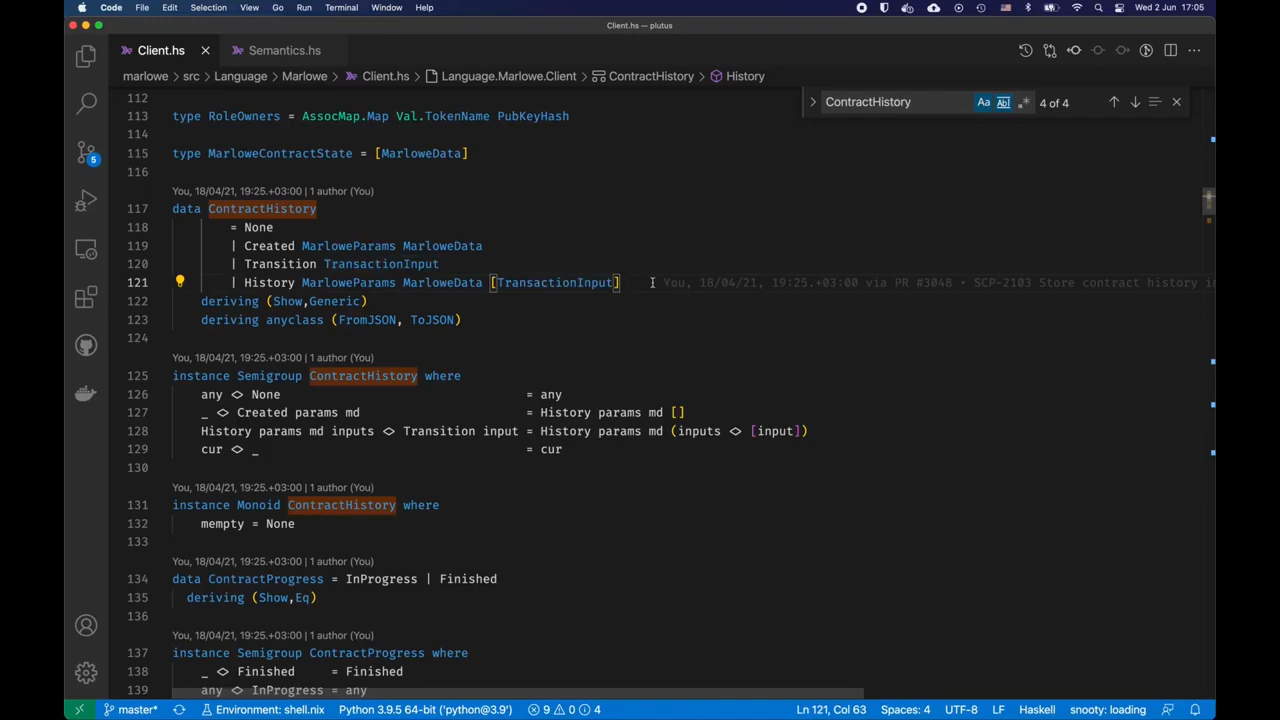 Code File Edit Selection View Go Run Terminal Window Help Wed 2 Jun 17:05
Client.hs — plutus
Client.hs Semantics.hs
marlowe > src > Language > Marlowe > Client.hs > Language.Marlowe.Client > ContractHistory > History
ContractHistory Aa Abl .* 4 of 4
112
113 type RoleOwners = AssocMap.Map Val.TokenName PubKeyHash
114
115 type MarloweContractState = [MarloweData]
116
You, 18/04/21, 19:25.+03:00 | 1 author (You)
117 data ContractHistory
118 = None
119 | Created MarloweParams MarloweData
120 | Transition TransactionInput
121 | History MarloweParams MarloweData [TransactionInput] You, 18/04/21, 19:25.+03:00 via PR #3048 • SCP-2103 Store contract history in
122 deriving (Show,Generic)
123 deriving anyclass (FromJSON, ToJSON)
124
You, 18/04/21, 19:25.+03:00 | 1 author (You)
125 instance Semigroup ContractHistory where
126 any <> None = any
127 _ <> Created params md = History params md []
128 History params md inputs <> Transition input = History params md (inputs <> [input])
129 cur <> _ = cur
130
You, 18/04/21, 19:25.+03:00 | 1 author (You)
131 instance Monoid ContractHistory where
132 mempty = None
133
You, 18/04/21, 19:25.+03:00 | 1 author (You)
134 data ContractProgress = InProgress | Finished
135 deriving (Show,Eq)
136
You, 18/04/21, 19:25.+03:00 | 1 author (You)
137 instance Semigroup ContractProgress where
138 _ <> Finished = Finished
139 any <> InProgress = any
5
master* Environment: shell.nix Python 3.9.5 64-bit ('python@3.9') 9 0 4 Ln 121, Col 63 Spaces: 4 UTF-8 LF Haskell snooty: loading